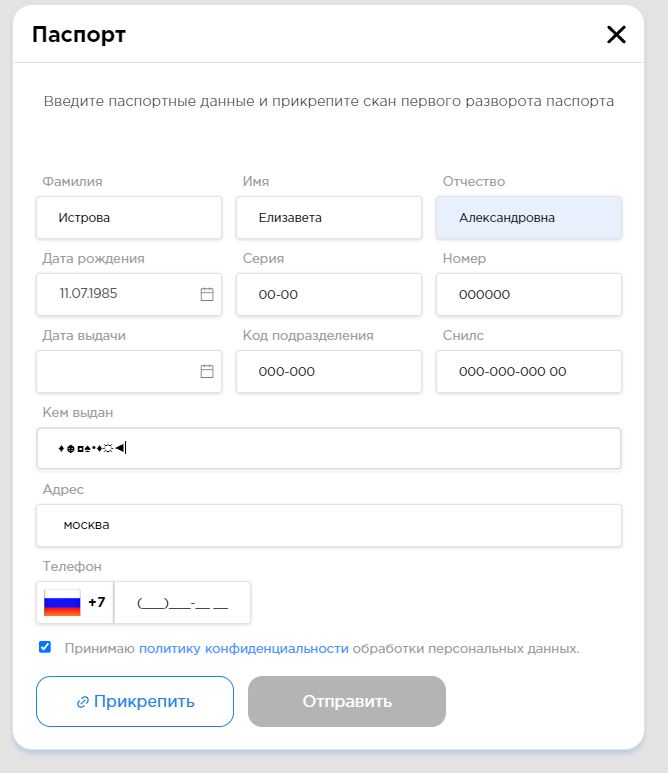 Паспорт
Введите паспортные данные и прикрепите скан первого разворота паспорта
Фамилия Имя Отчество
Истрова Елизавета Александровна
Дата рождения Серия Номер
11.07.1985 00-00 000000
Дата выдачи Код подразделения Снилс
000-000 000-000-000 00
Кем выдан
♦☻◘♠•♦☼◄
Адрес
москва
Телефон
+7 (___)___-__ __
Принимаю политику конфиденциальности обработки персональных данных.
Прикрепить Отправить